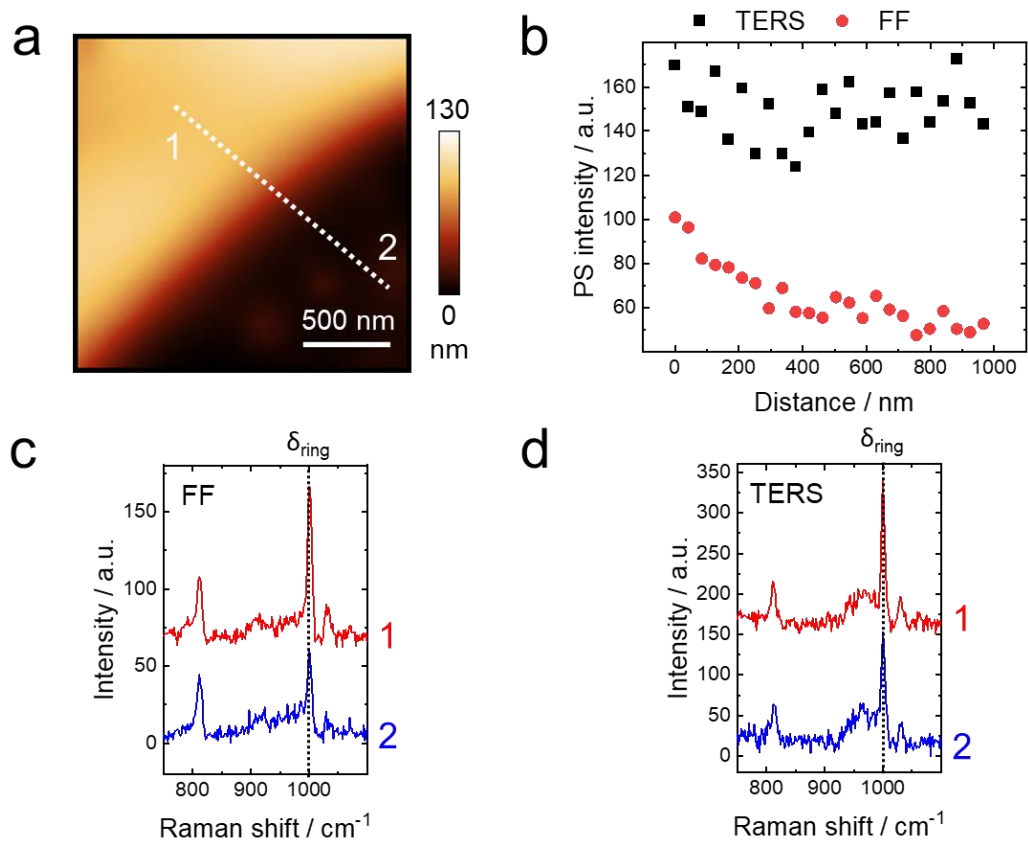 a
1
2
500 nm
130
0
nm
b
TERS FF
PS intensity / a.u.
160
140
120
100
80
60
0 200 400 600 800 1000
Distance / nm
c
δring
FF
Intensity / a.u.
150
100
50
0
1
2
800 1000
Raman shift / cm-1
d
δring
TERS
Intensity / a.u.
350
300
250
200
150
100
50
0
1
2
800 1000
Raman shift / cm-1